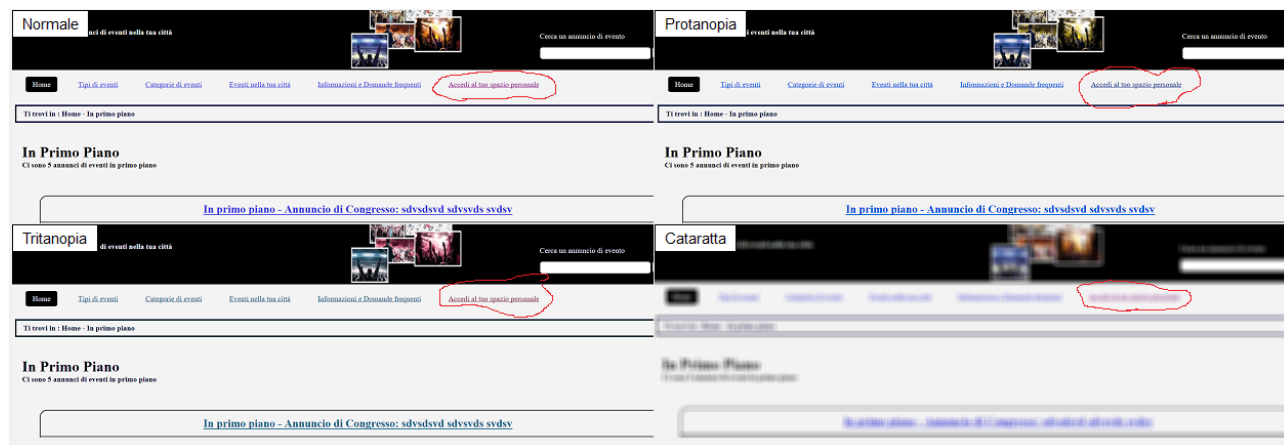 Normale
nci di eventi nella tua città
Cerca un annuncio di evento
Home Tipi di eventi Categorie di eventi Eventi nella tua città Informazioni e Domande frequenti Accedi al tuo spazio personale
Ti trovi in : Home - In primo piano
In Primo Piano
Ci sono 5 annunci di eventi in primo piano
In primo piano - Annuncio di Congresso: sdvsdsvd sdvsvds svdsv
Protanopia
i eventi nella tua città
Cerca un annuncio di evento
Home Tipi di eventi Categorie di eventi Eventi nella tua città Informazioni e Domande frequenti Accedi al tuo spazio personale
Ti trovi in : Home - In primo piano
In Primo Piano
Ci sono 5 annunci di eventi in primo piano
In primo piano - Annuncio di Congresso: sdvsdsvd sdvsvds svdsv
Tritanopia
di eventi nella tua città
Cerca un annuncio di evento
Home Tipi di eventi Categorie di eventi Eventi nella tua città Informazioni e Domande frequenti Accedi al tuo spazio personale
Ti trovi in : Home - In primo piano
In Primo Piano
Ci sono 5 annunci di eventi in primo piano
In primo piano - Annuncio di Congresso: sdvsdsvd sdvsvds svdsv
Cataratta
In Primo Piano
In primo piano - Annuncio di Congresso: